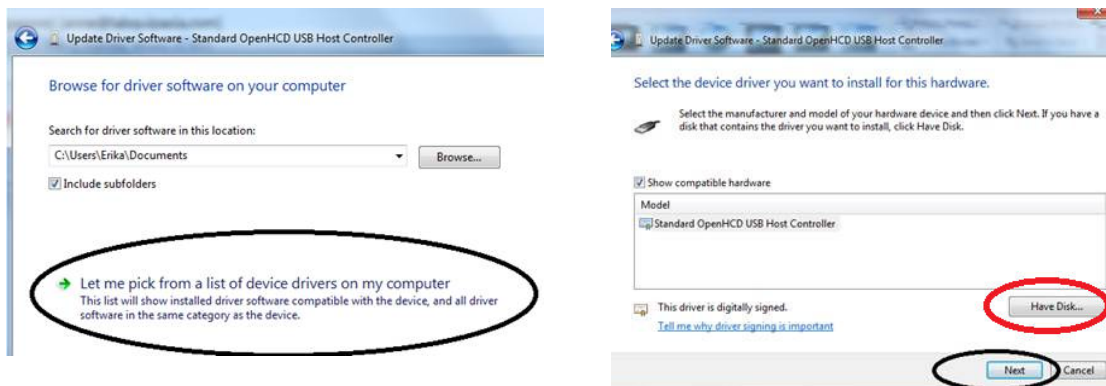 Update Driver Software - Standard OpenHCD USB Host Controller
Browse for driver software on your computer
Search for driver software in this location:
C:\Users\Erika\Documents
Browse...
Include subfolders
Let me pick from a list of device drivers on my computer
This list will show installed driver software compatible with the device, and all driver
software in the same category as the device.
Update Driver Software - Standard OpenHCD USB Host Controller
Select the device driver you want to install for this hardware.
Select the manufacturer and model of your hardware device and then click Next. If you have a
disk that contains the driver you want to install, click Have Disk.
Show compatible hardware
Model
Standard OpenHCD USB Host Controller
This driver is digitally signed.
Have Disk...
Tell me why driver signing is important
Next
Cancel